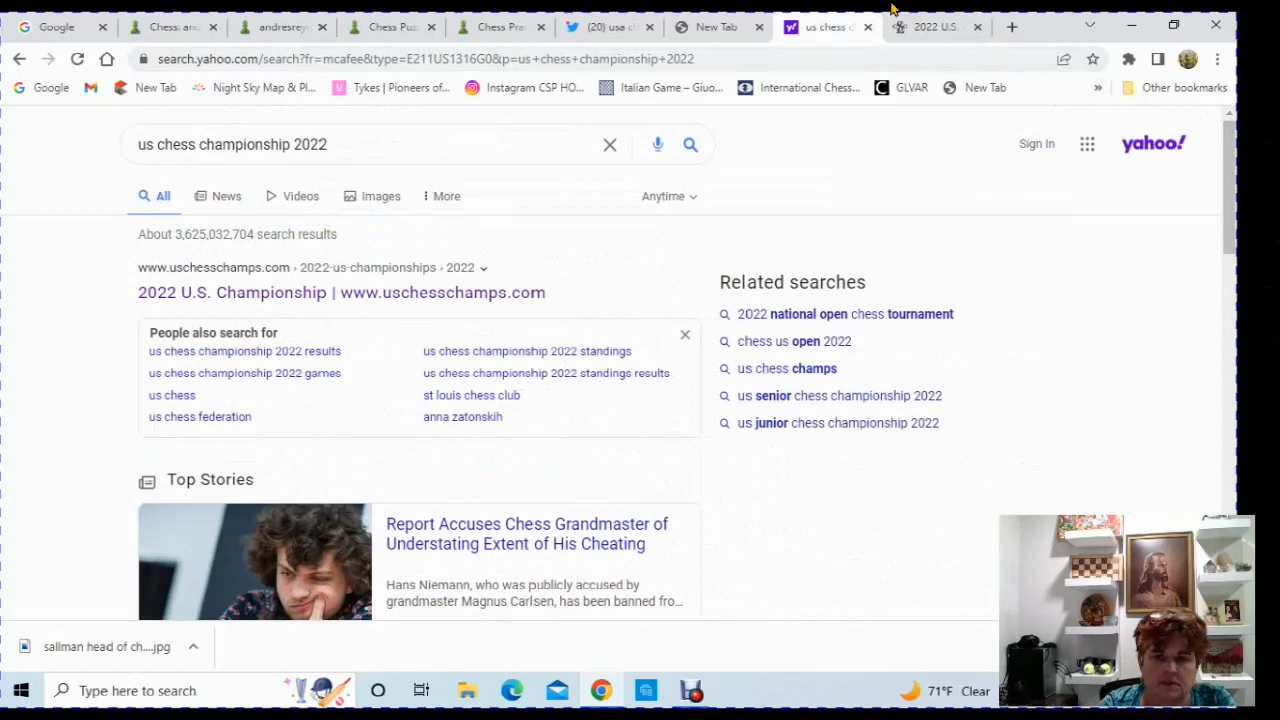 Google
Chess: and
andresrey
Chess Puz
Chess Pra
(20) usa ch
New Tab
us chess c
2022 U.S.
search.yahoo.com/search?fr=mcafee&type=E211US1316G0&p=us+chess+championship+2022
Google
New Tab
Night Sky Map & Pl...
Tykes | Pioneers of...
Instagram CSP HO...
Italian Game – Giuo...
International Chess...
GLVAR
New Tab
»
Other bookmarks
us chess championship 2022
Sign In
yahoo!
All
News
Videos
Images
More
Anytime
About 3,625,032,704 search results
www.uschesschamps.com › 2022-us-championships › 2022
2022 U.S. Championship | www.uschesschamps.com
People also search for
us chess championship 2022 results
us chess championship 2022 standings
us chess championship 2022 games
us chess championship 2022 standings results
us chess
st louis chess club
us chess federation
anna zatonskih
Related searches
2022 national open chess tournament
chess us open 2022
us chess champs
us senior chess championship 2022
us junior chess championship 2022
Top Stories
Report Accuses Chess Grandmaster of
Understating Extent of His Cheating
Hans Niemann, who was publicly accused by
grandmaster Magnus Carlsen, has been banned fro...
sallman head of ch....jpg
Type here to search
71°F Clear